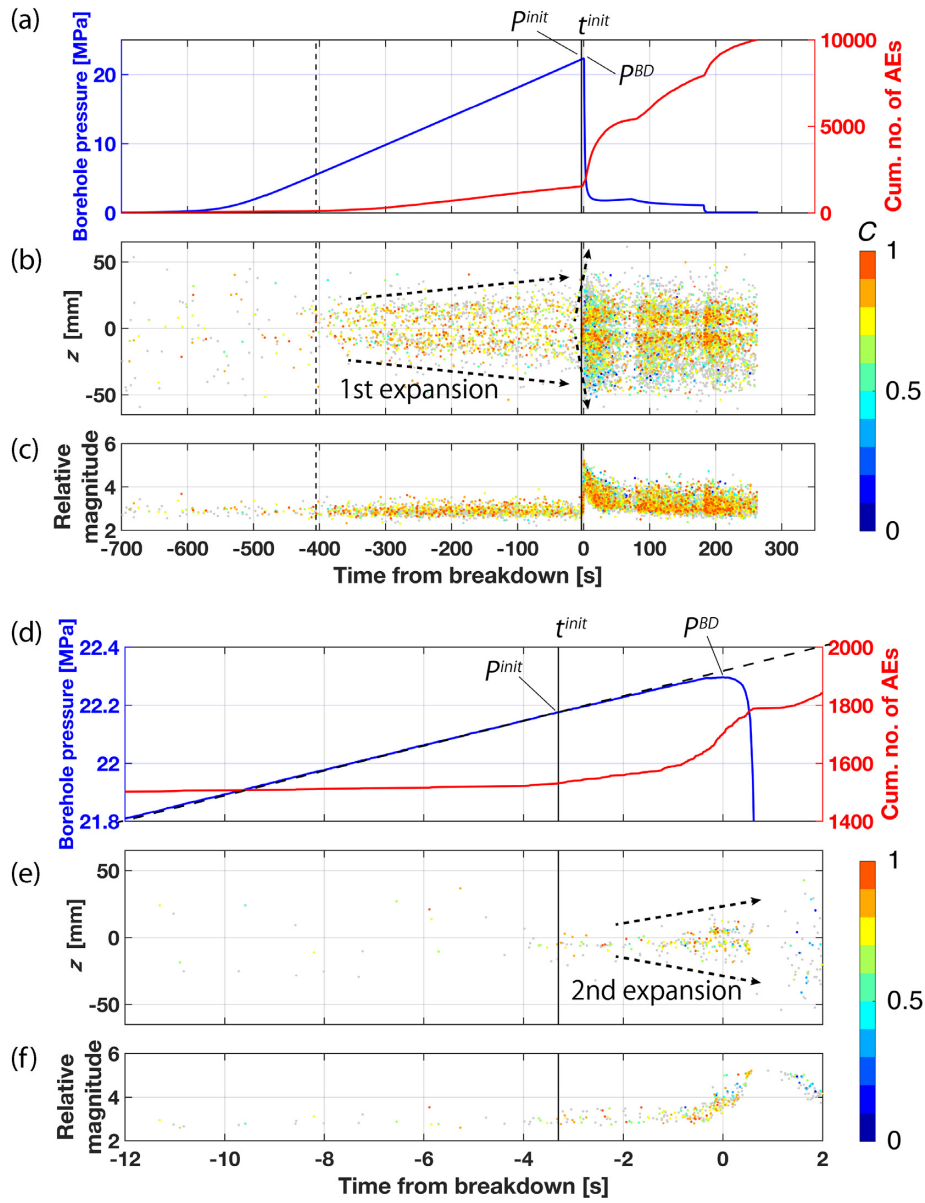 (a)
P^init t^init
P^BD
Borehole pressure [MPa]
20
10
0
10000
5000
0
Cum. no. of AEs
(b)
z [mm]
50
0
-50
1st expansion
C
1
0.5
0
(c)
Relative
magnitude
6
4
2
-700 -600 -500 -400 -300 -200 -100 0 100 200 300
Time from breakdown [s]
(d)
t^init
P^BD
P^init
Borehole pressure [MPa]
22.4
22.2
22
21.8
2000
1800
1600
1400
Cum. no. of AEs
(e)
z [mm]
50
0
-50
2nd expansion
1
0.5
0
(f)
Relative
magnitude
6
4
2
-12 -10 -8 -6 -4 -2 0 2
Time from breakdown [s]